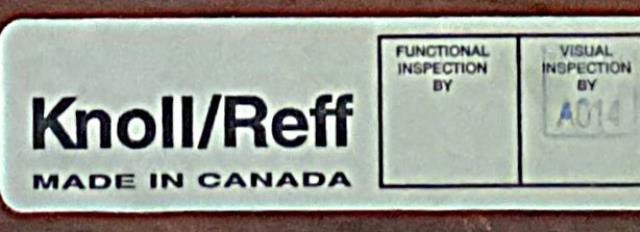 Knoll/Reff
MADE IN CANADA
FUNCTIONAL
INSPECTION
BY
VISUAL
INSPECTION
BY
A014